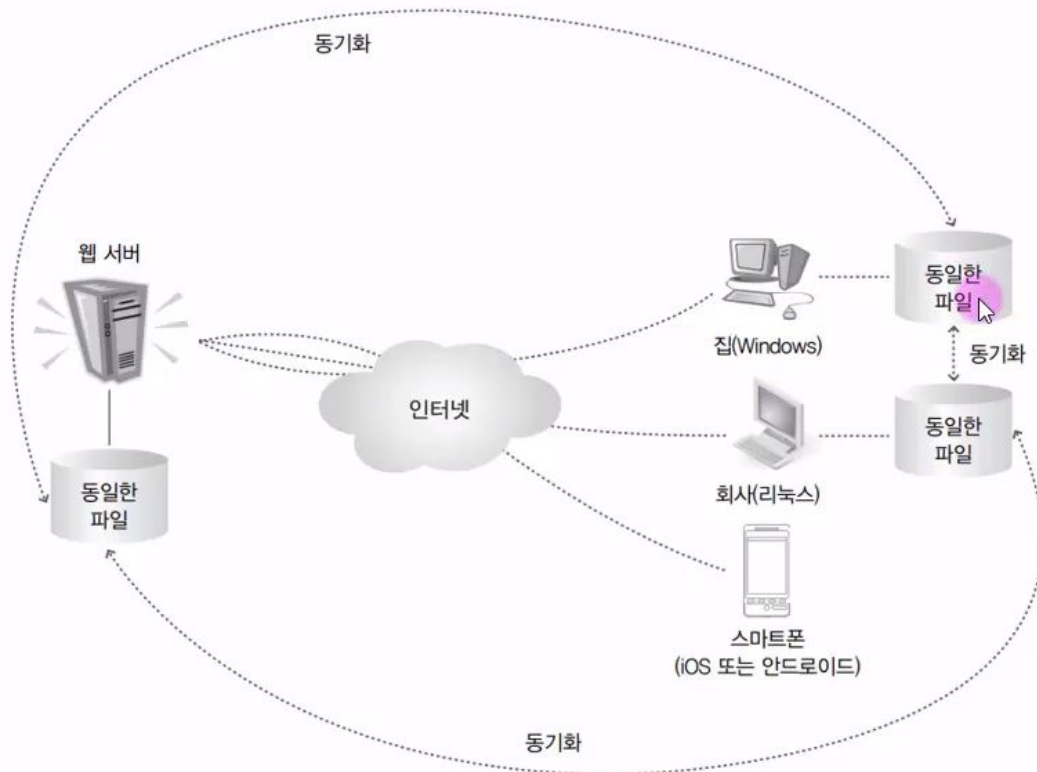 동기화
웹 서버
동일한
파일
집(Windows)
동기화
인터넷
동일한
파일
회사(리눅스)
동일한
파일
스마트폰
(iOS 또는 안드로이드)
동기화